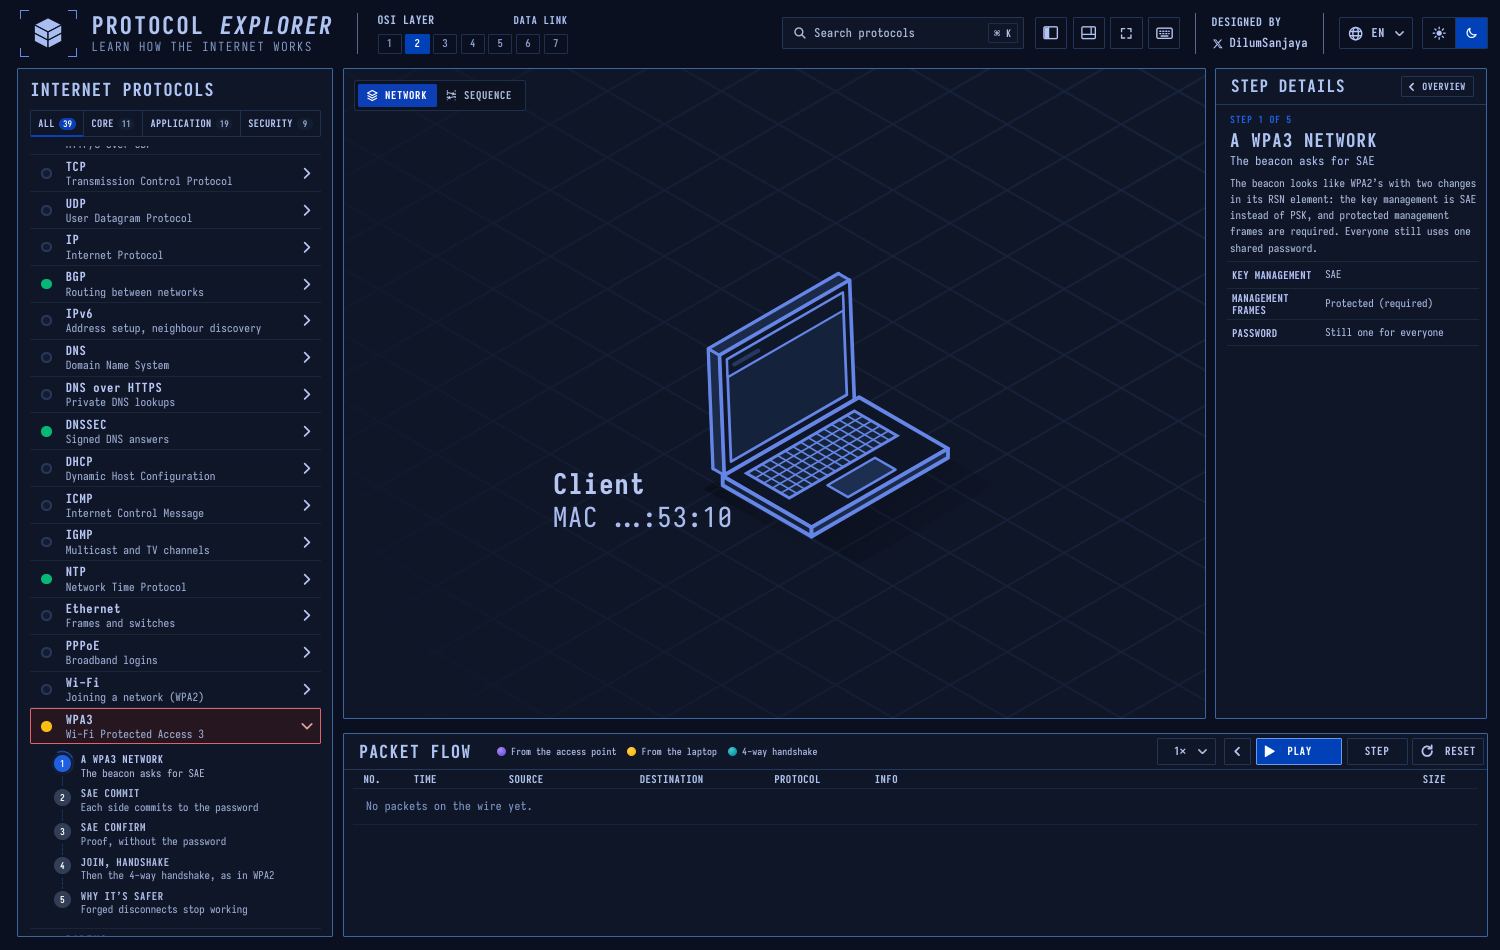 PROTOCOL EXPLORER
LEARN HOW THE INTERNET WORKS
OSI LAYER
DATA LINK
1 2 3 4 5 6 7
Search protocols
⌘ K
DESIGNED BY
DilumSanjaya
EN
INTERNET PROTOCOLS
ALL 39
CORE 11
APPLICATION 19
SECURITY 9
TCP
Transmission Control Protocol
UDP
User Datagram Protocol
IP
Internet Protocol
BGP
Routing between networks
IPv6
Address setup, neighbour discovery
DNS
Domain Name System
DNS over HTTPS
Private DNS lookups
DNSSEC
Signed DNS answers
DHCP
Dynamic Host Configuration
ICMP
Internet Control Message
IGMP
Multicast and TV channels
NTP
Network Time Protocol
Ethernet
Frames and switches
PPPoE
Broadband logins
Wi-Fi
Joining a network (WPA2)
WPA3
Wi-Fi Protected Access 3
1 A WPA3 NETWORK
The beacon asks for SAE
2 SAE COMMIT
Each side commits to the password
3 SAE CONFIRM
Proof, without the password
4 JOIN, HANDSHAKE
Then the 4-way handshake, as in WPA2
5 WHY IT'S SAFER
Forged disconnects stop working
NETWORK
SEQUENCE
Client
MAC ...:53:10
STEP DETAILS
OVERVIEW
STEP 1 OF 5
A WPA3 NETWORK
The beacon asks for SAE
The beacon looks like WPA2's with two changes
in its RSN element: the key management is SAE
instead of PSK, and protected management
frames are required. Everyone still uses one
shared password.
KEY MANAGEMENT SAE
MANAGEMENT
FRAMES
Protected (required)
PASSWORD Still one for everyone
PACKET FLOW
From the access point
From the laptop
4-way handshake
1×
PLAY
STEP
RESET
NO. TIME SOURCE DESTINATION PROTOCOL INFO SIZE
No packets on the wire yet.